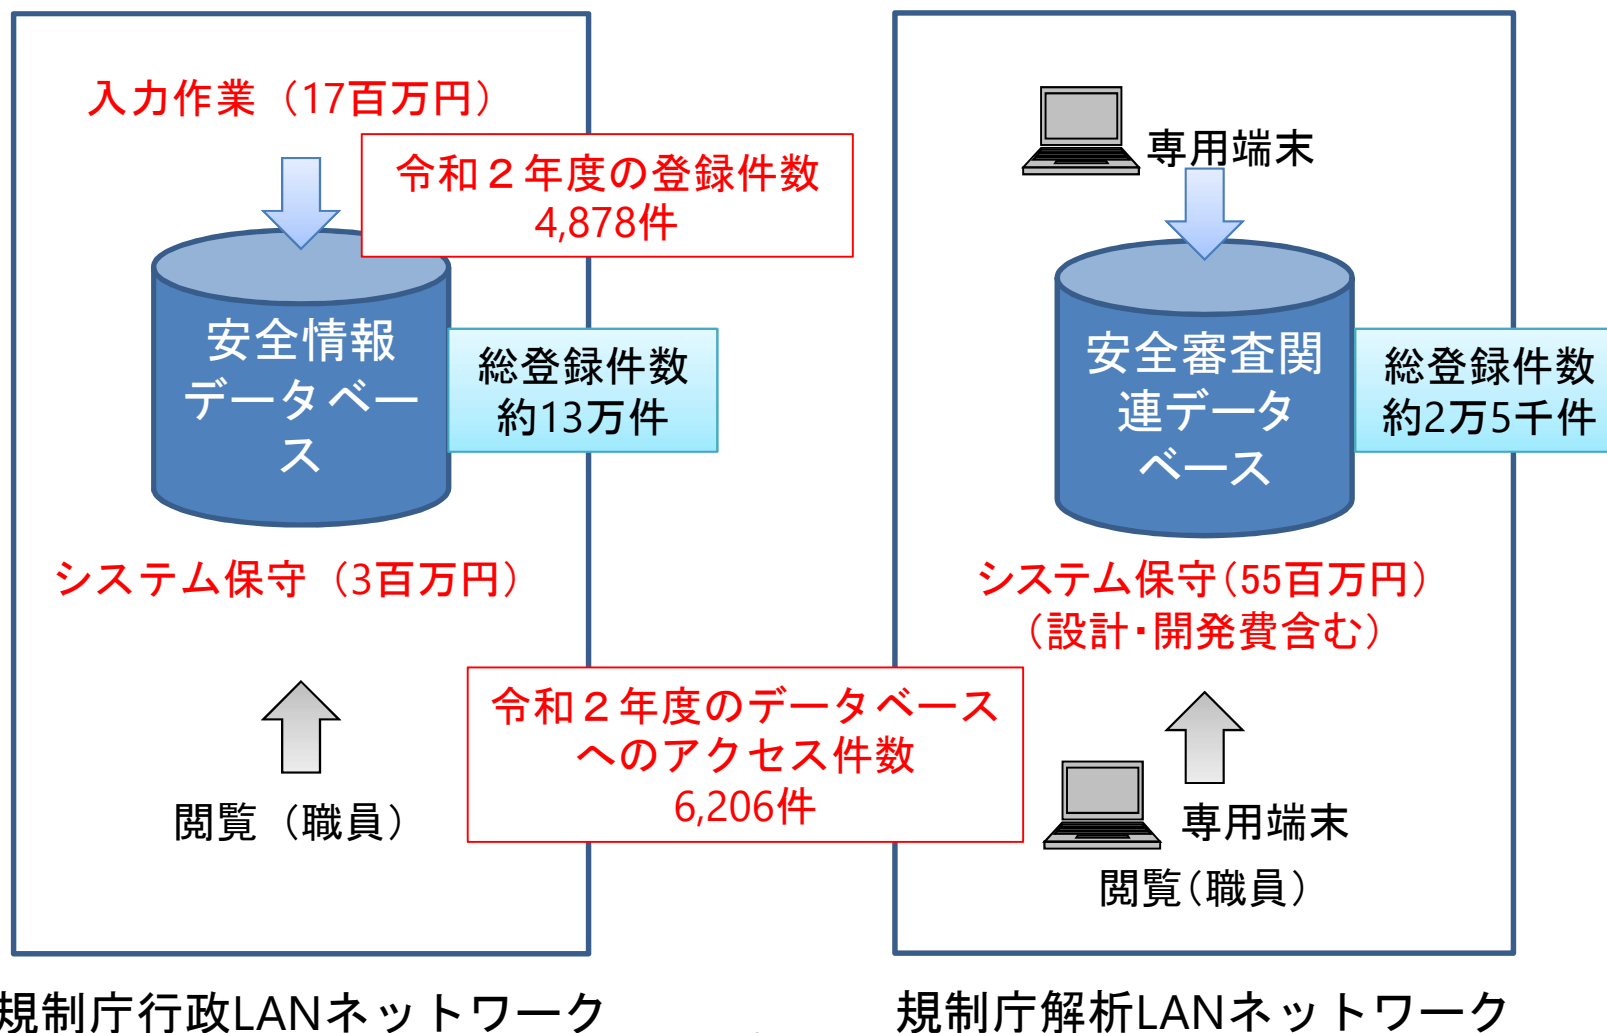 入力作業（17百万円）
令和２年度の登録件数
4,878件
安全情報
データベー
ス
総登録件数
約13万件
システム保守（3百万円）
閲覧（職員）
規制庁行政LANネットワーク
令和２年度のデータベース
へのアクセス件数
6,206件
専用端末
安全審査関
連データ
ベース
総登録件数
約2万5千件
システム保守（55百万円）
（設計・開発費含む）
専用端末
閲覧（職員）
規制庁解析LANネットワーク